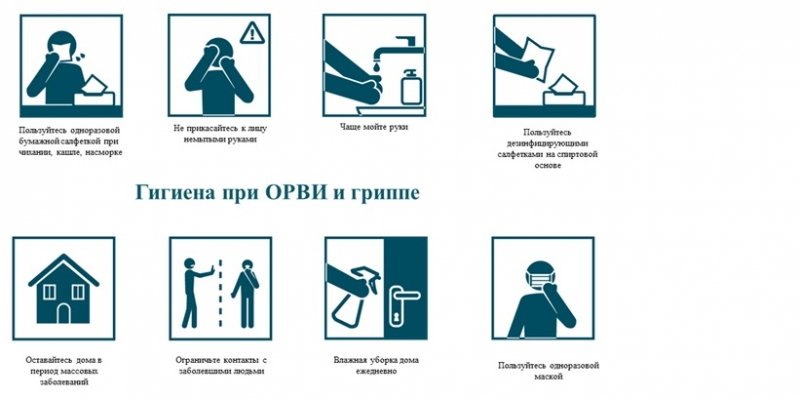 Пользуйтесь одноразовой
бумажной салфеткой при
чихании, кашле, насморке
Не прикасайтесь к лицу
немытыми руками
Чаще мойте руки
Пользуйтесь
дезинфицирующими
салфетками на спиртовой
основе
Гигиена при ОРВИ и гриппе
Оставайтесь дома в
период массовых
заболеваний
Ограничьте контакты с
заболевшими людьми
Влажная уборка дома
ежедневно
Пользуйтесь одноразовой
маской